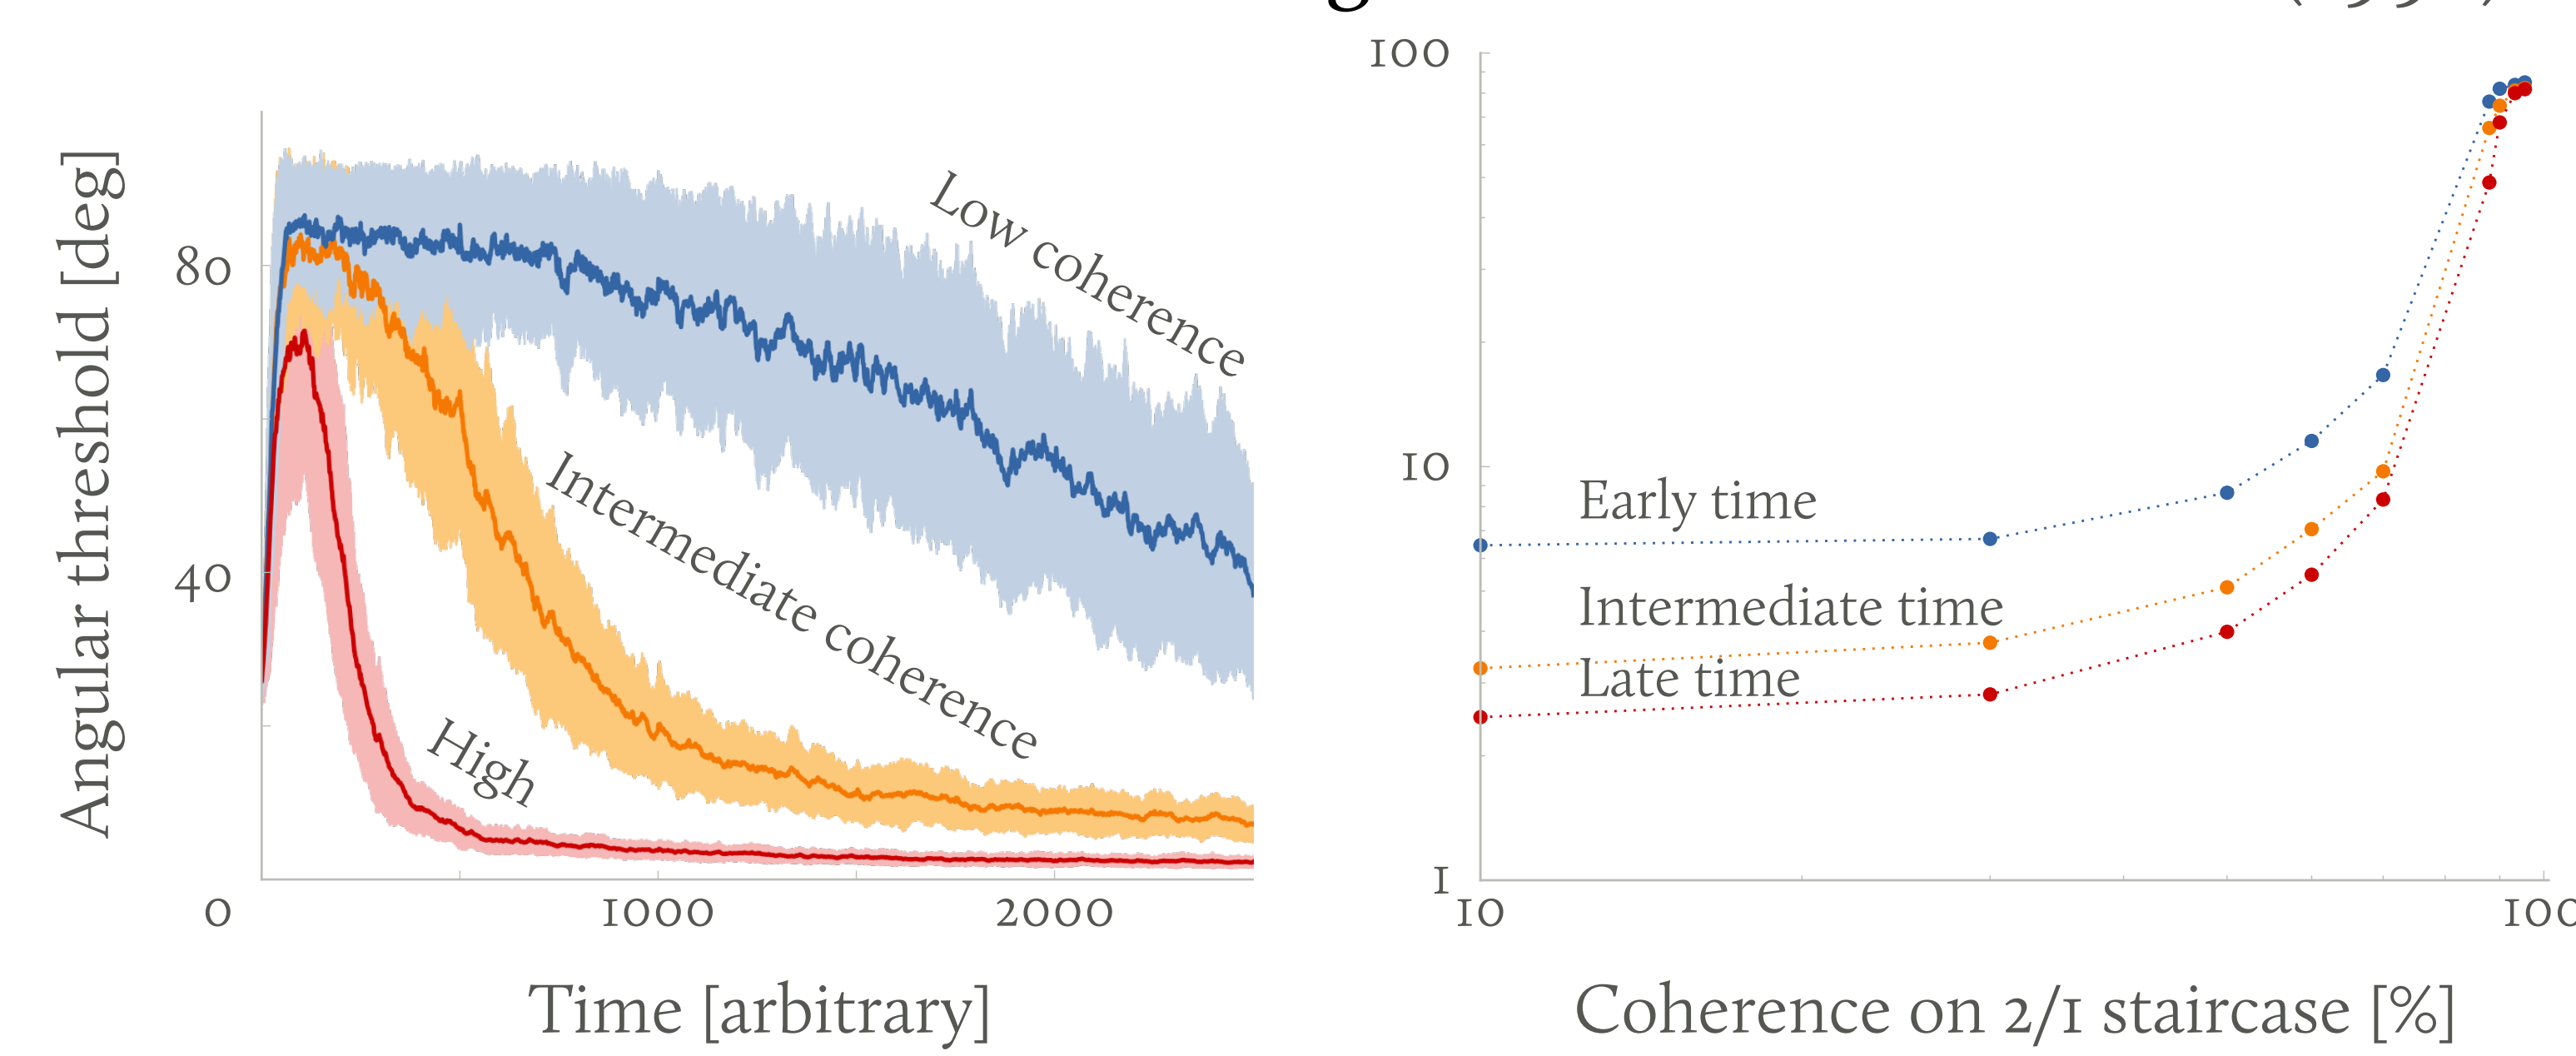 Angular threshold [deg]
80
40
0
1000
2000
Time [arbitrary]
Low coherence
Intermediate coherence
High
100
10
1
10
100
Early time
Intermediate time
Late time
Coherence on 2/1 staircase [%]